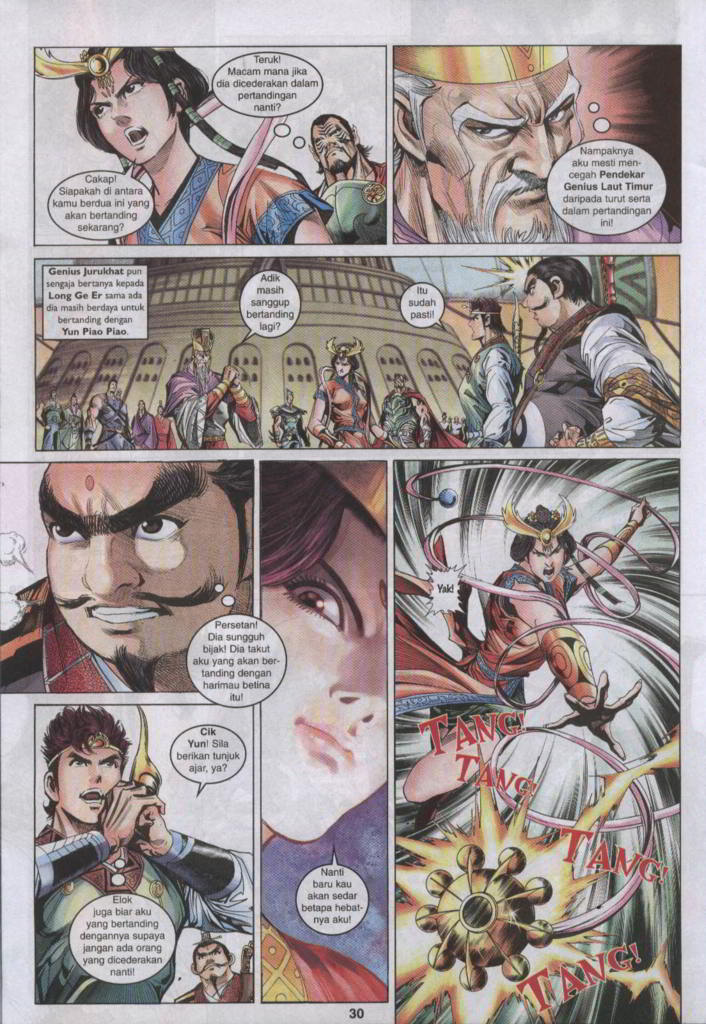 Teruk!
Macam mana jika
dia dicederakan dalam
pertandingan
nanti?
Cakap!
Siapakah di antara
kamu berdua ini yang
akan bertanding
sekarang?
Nampaknya
aku mesti men-
cegah Pendekar
Genius Laut Timur
daripada turut serta
dalam pertandingan
ini!
Genius Jurukhat pun
sengaja bertanya kepada
Long Ge Er sama ada
dia masih berdaya untuk
bertanding dengan
Yun Piao Piao.
Adik
masih
sanggup
bertanding
lagi?
Itu
sudah
pasti!
Persetan!
Dia sungguh
bijak! Dia takut
aku yang akan ber-
tanding dengan
harimau betina
itu!
Yak!
TANG!
TANG!
TANG!
TANG!
Cik
Yun! Sila
berikan tunjuk
ajar, ya?
Elok
juga biar aku
yang bertanding
dengannya supaya
jangan ada orang
yang dicederakan
nanti!
Nanti
baru kau
akan sedar
betapa hebat-
nya aku!
30